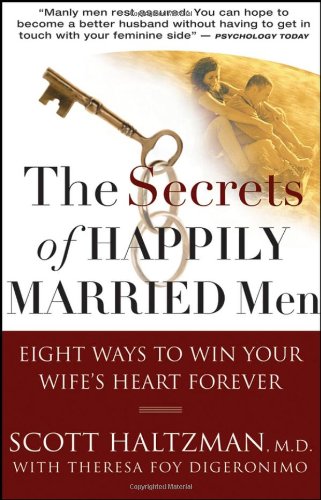 "Manly men rest assured: You can hope to
become a better husband without having to get in
touch with your feminine side" — PSYCHOLOGY TODAY
The Secrets
of HAPPILY
MARRIED Men
EIGHT WAYS TO WIN YOUR
WIFE'S HEART FOREVER
SCOTT HALTZMAN, M.D.
WITH THERESA FOY DIGERONIMO
Copyrighted Material